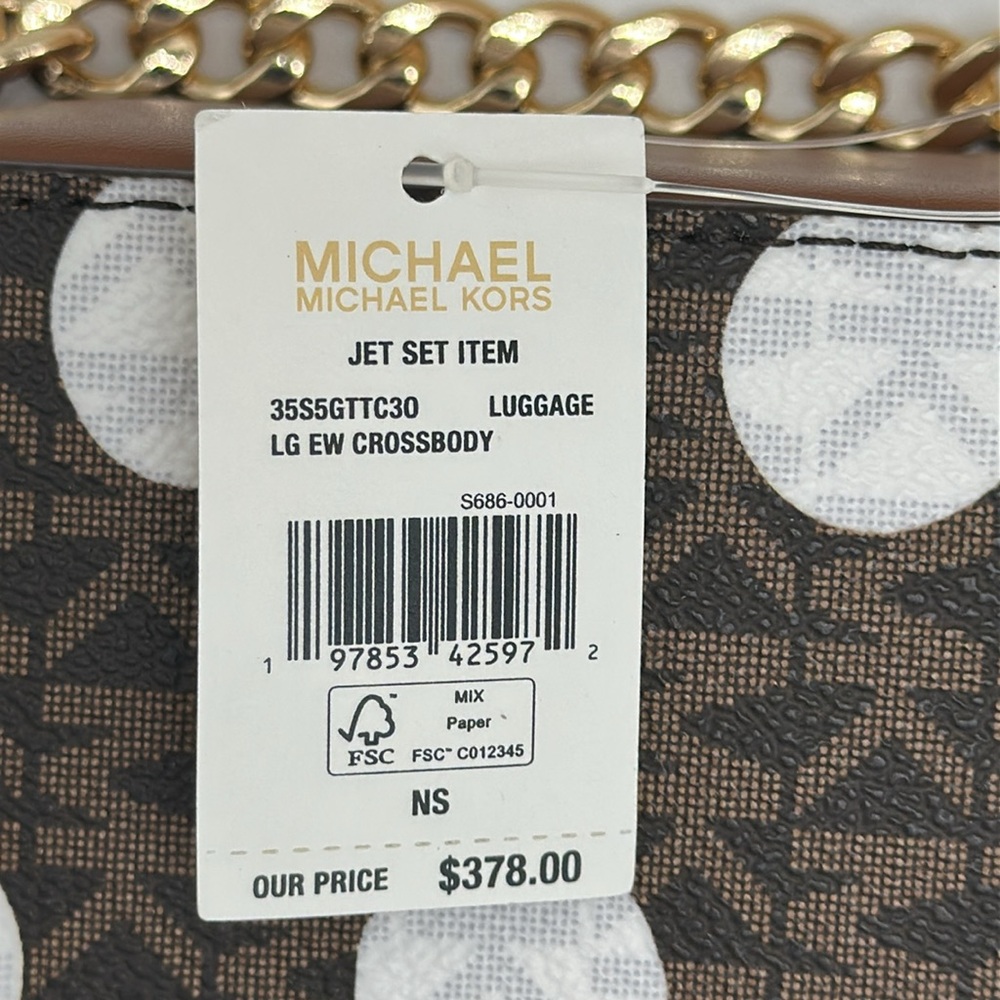 MICHAEL
MICHAEL KORS
JET SET ITEM
35S5GTTC3O LUGGAGE
LG EW CROSSBODY
S686-0001
1 97853 42597 2
FSC™
MIX
Paper
FSC™ C012345
NS
OUR PRICE $378.00